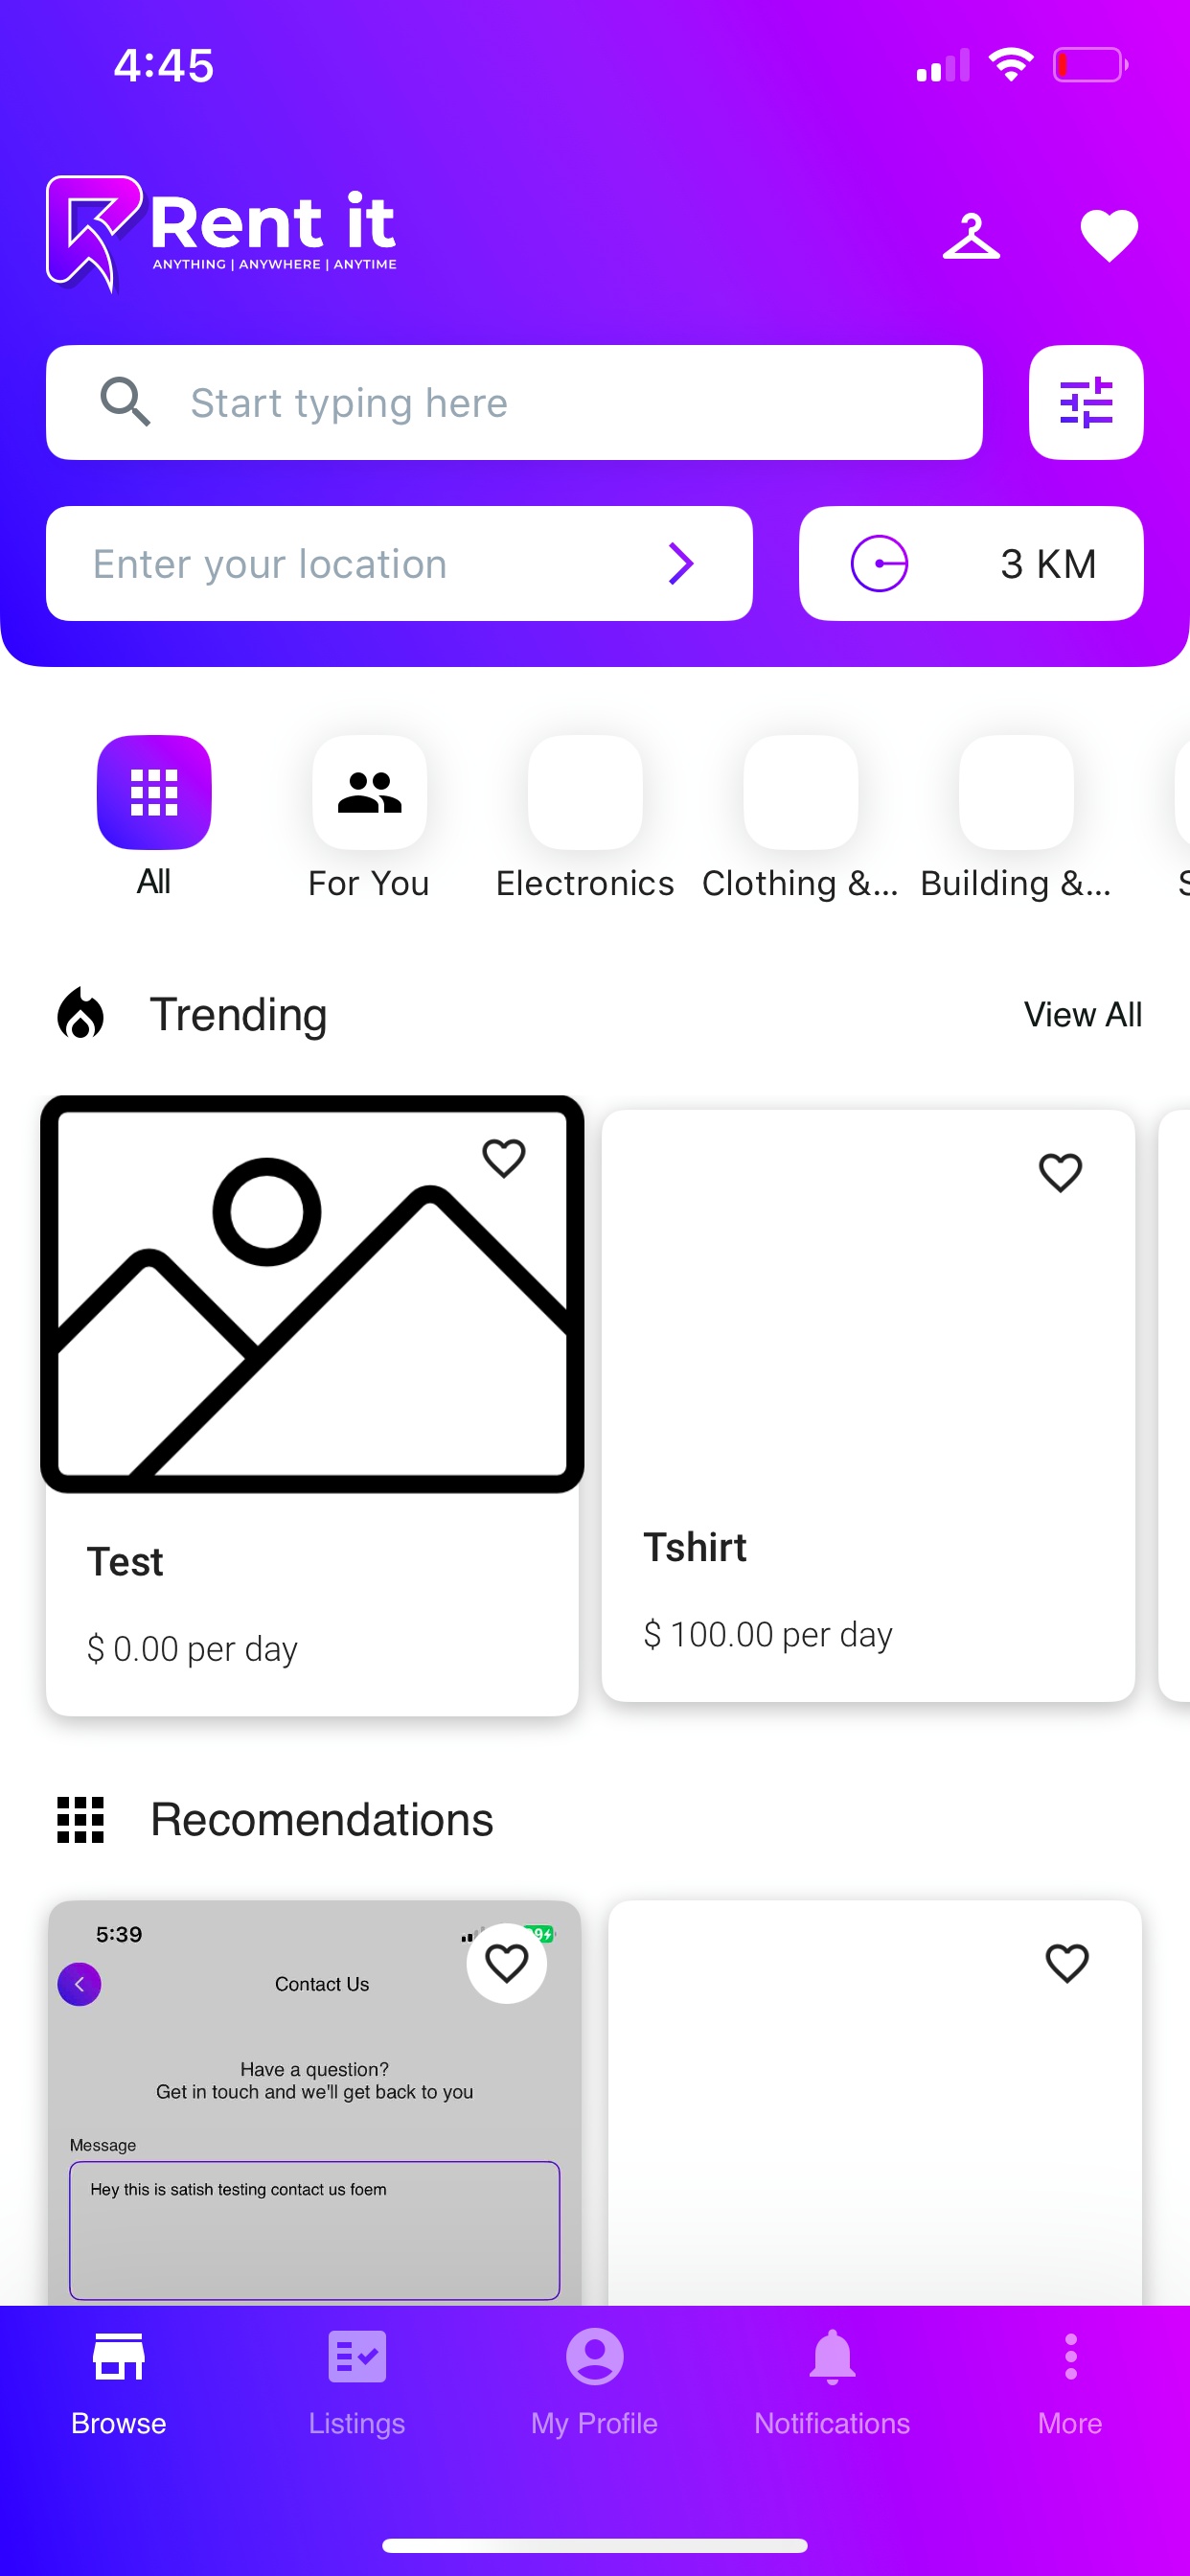 4:45
Rent it
ANYTHING | ANYWHERE | ANYTIME
Start typing here
Enter your location
3 KM
All
For You
Electronics
Clothing &...
Building &...
S
Trending
View All
Test
$ 0.00 per day
Tshirt
$ 100.00 per day
Recomendations
5:39
Contact Us
Have a question?
Get in touch and we'll get back to you
Message
Hey this is satish testing contact us foem
Browse
Listings
My Profile
Notifications
More